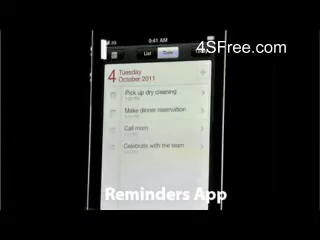 9:41 AM
4SFree.com
List
Date
4
Tuesday
October 2011
Pick up dry cleaning
Make dinner reservation
Call mom
Celebrate with the team
Reminders App